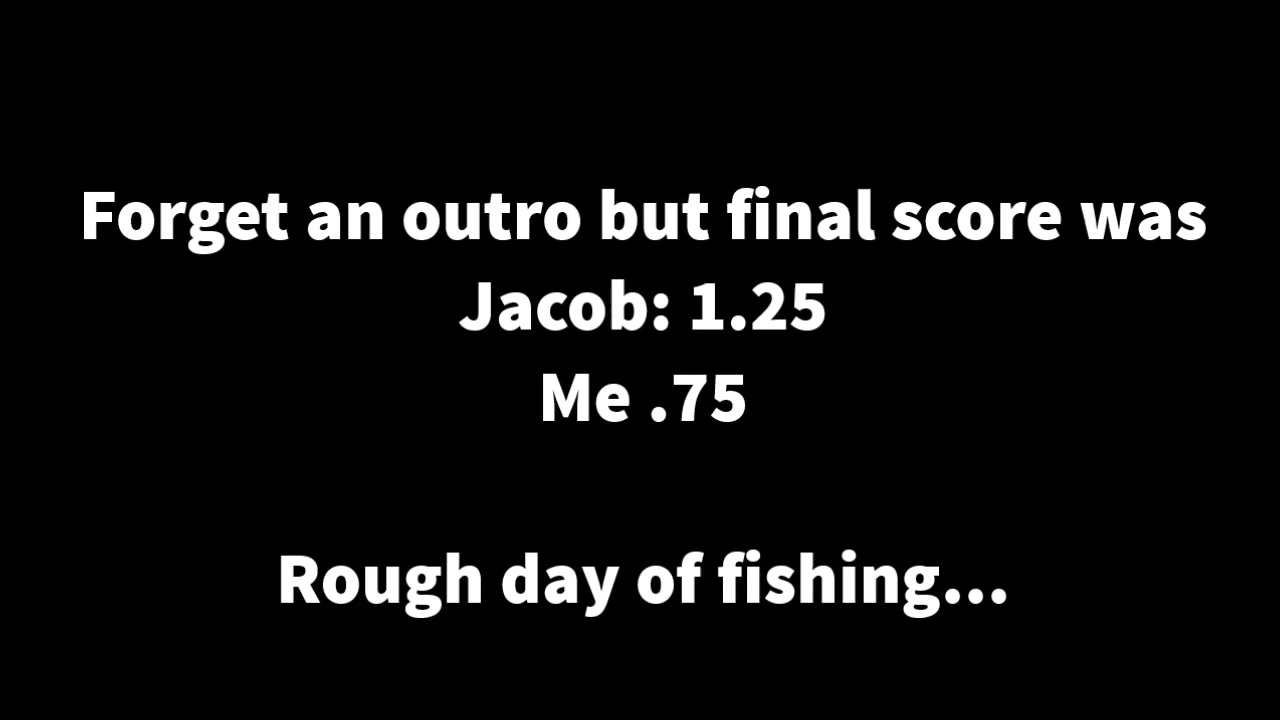 Forget an outro but final score was
Jacob: 1.25
Me .75
Rough day of fishing...